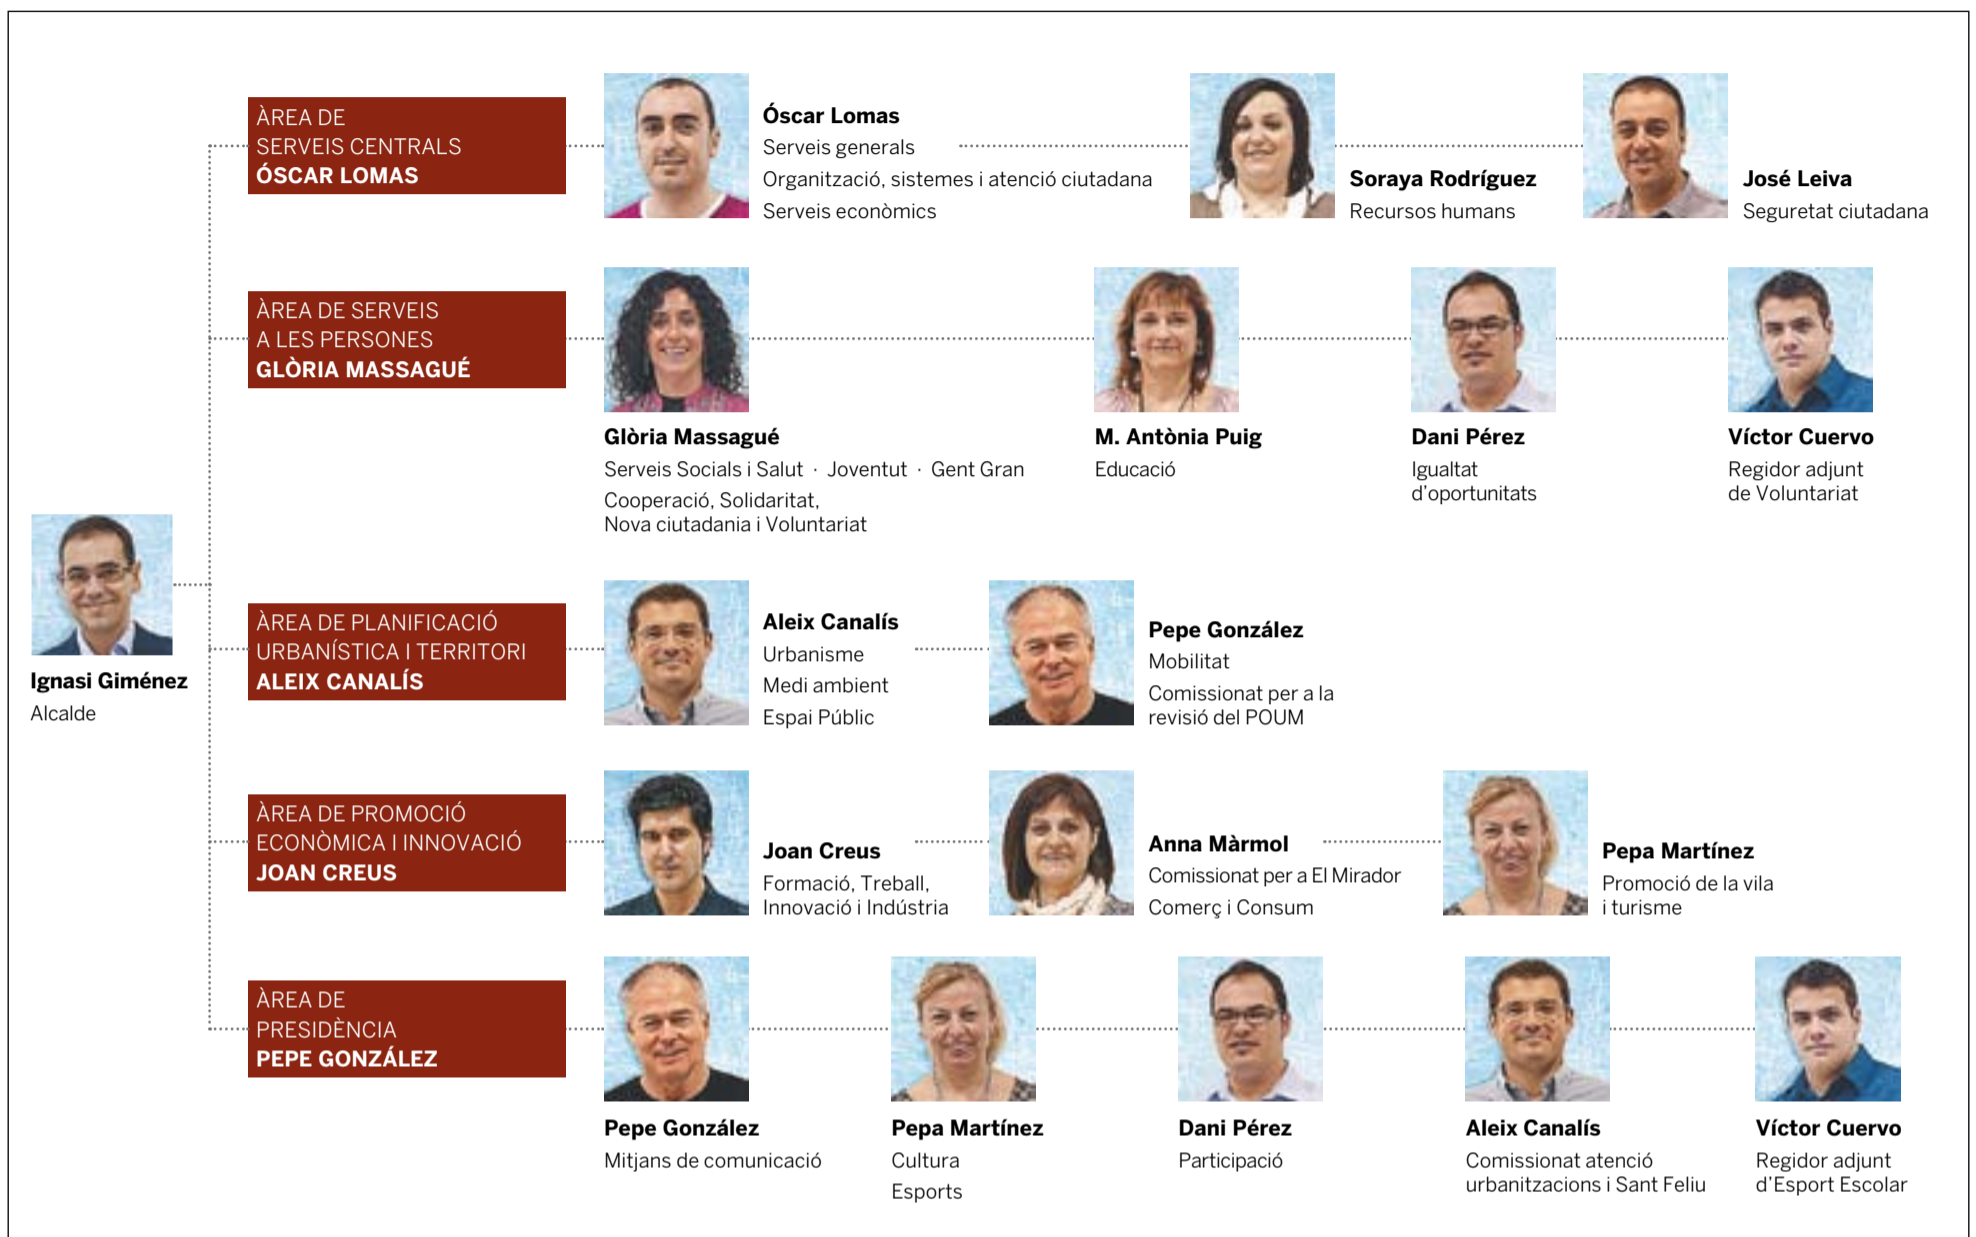 ÀREA DE
SERVEIS CENTRALS
ÓSCAR LOMAS
Óscar Lomas
Serveis generals
Organització, sistemes i atenció ciutadana
Serveis econòmics
Soraya Rodríguez
Recursos humans
José Leiva
Seguretat ciutadana
ÀREA DE SERVEIS
A LES PERSONES
GLÒRIA MASSAGUÉ
Glòria Massagué
Serveis Socials i Salut · Joventut · Gent Gran
Cooperació, Solidaritat,
Nova ciutadania i Voluntariat
M. Antònia Puig
Educació
Dani Pérez
Igualtat
d'oportunitats
Víctor Cuervo
Regidor adjunt
de Voluntariat
Ignasi Giménez
Alcalde
ÀREA DE PLANIFICACIÓ
URBANÍSTICA I TERRITORI
ALEIX CANALÍS
Aleix Canalís
Urbanisme
Medi ambient
Espai Públic
Pepe González
Mobilitat
Comissionat per a la
revisió del POUM
ÀREA DE PROMOCIÓ
ECONÒMICA I INNOVACIÓ
JOAN CREUS
Joan Creus
Formació, Treball,
Innovació i Indústria
Anna Màrmol
Comissionat per a El Mirador
Comerç i Consum
Pepa Martínez
Promoció de la vila
i turisme
ÀREA DE
PRESIDÈNCIA
PEPE GONZÁLEZ
Pepe González
Mitjans de comunicació
Pepa Martínez
Cultura
Esports
Dani Pérez
Participació
Aleix Canalís
Comissionat atenció
urbanitzacions i Sant Feliu
Víctor Cuervo
Regidor adjunt
d'Esport Escolar